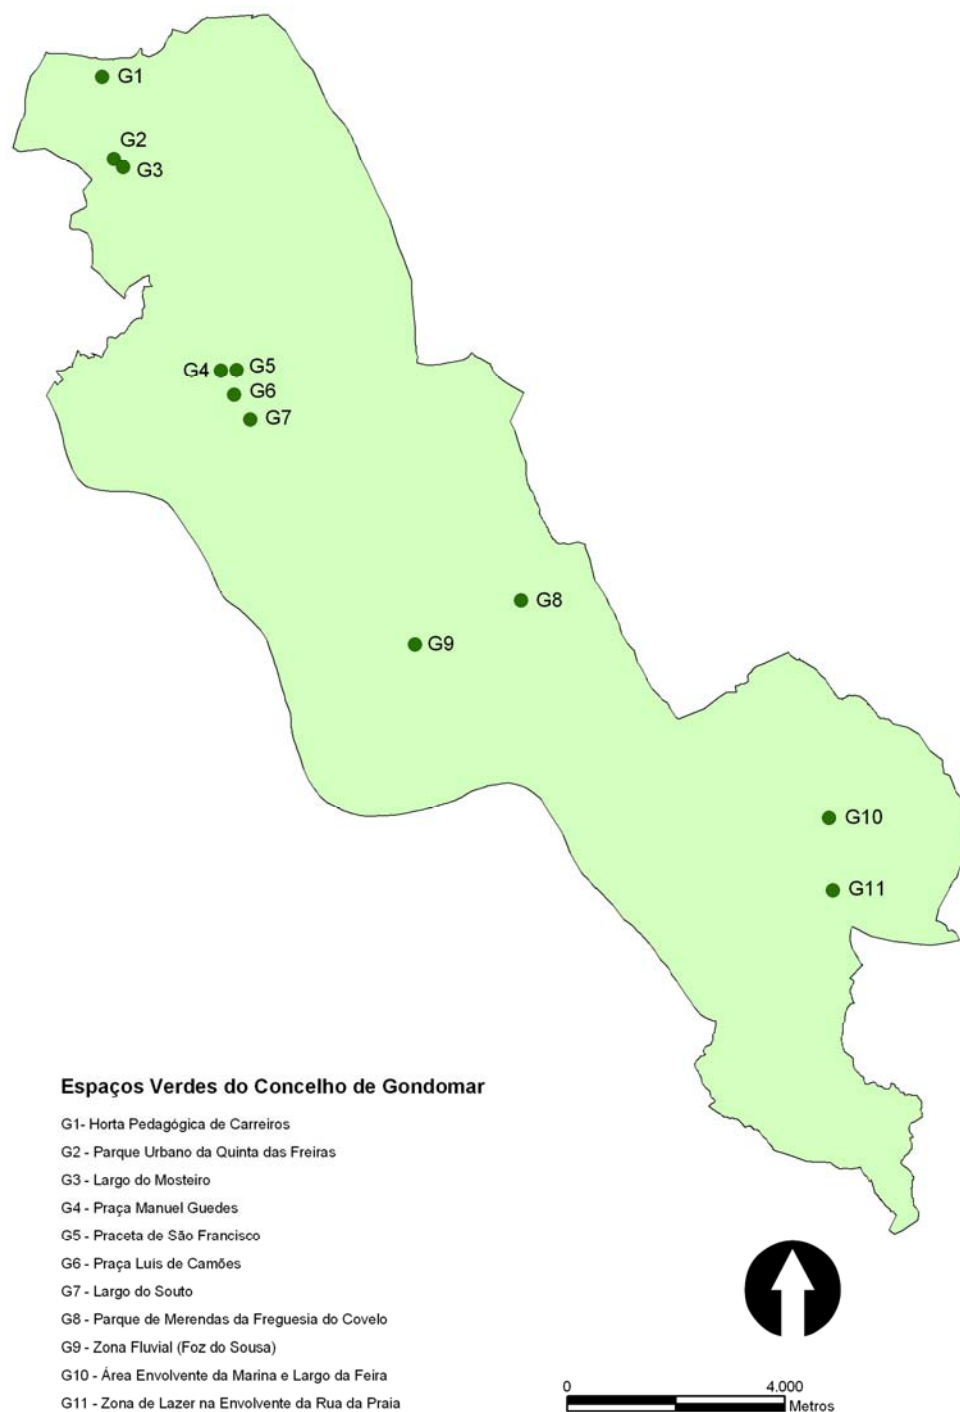 G1
G2
G3
G4
G5
G6
G7
G8
G9
G10
G11
Espaços Verdes do Concelho de Gondomar
G1- Horta Pedagógica de Carreiros
G2 - Parque Urbano da Quinta das Freiras
G3 - Largo do Mosteiro
G4 - Praça Manuel Guedes
G5 - Praceta de São Francisco
G6 - Praça Luís de Camões
G7 - Largo do Souto
G8 - Parque de Merendas da Freguesia do Covelo
G9 - Zona Fluvial (Foz do Sousa)
G10 - Área Envolvente da Marina e Largo da Feira
G11 - Zona de Lazer na Envolvente da Rua da Praia
0 4.000
Metros